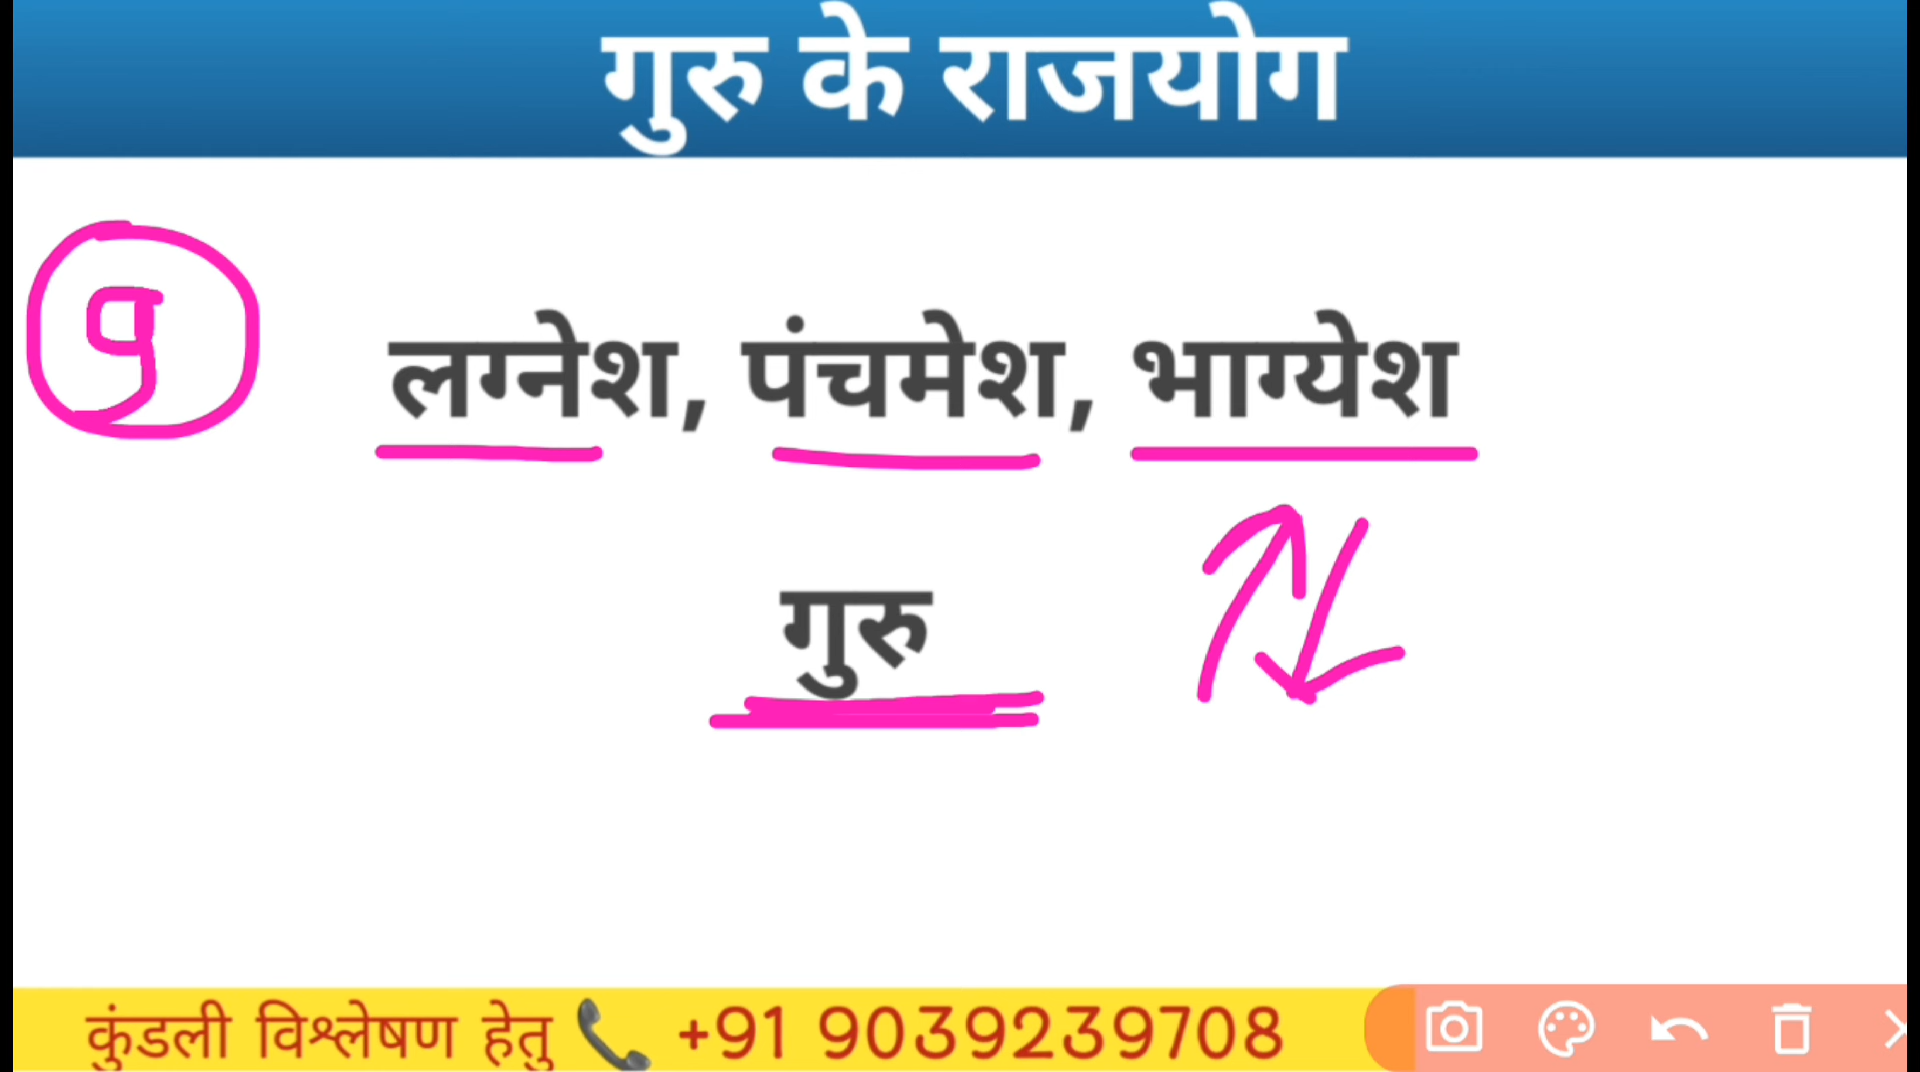 गुरु के राजयोग
१
लग्नेश, पंचमेश, भाग्येश
गुरु
कुंडली विश्लेषण हेतु +91 9039239708